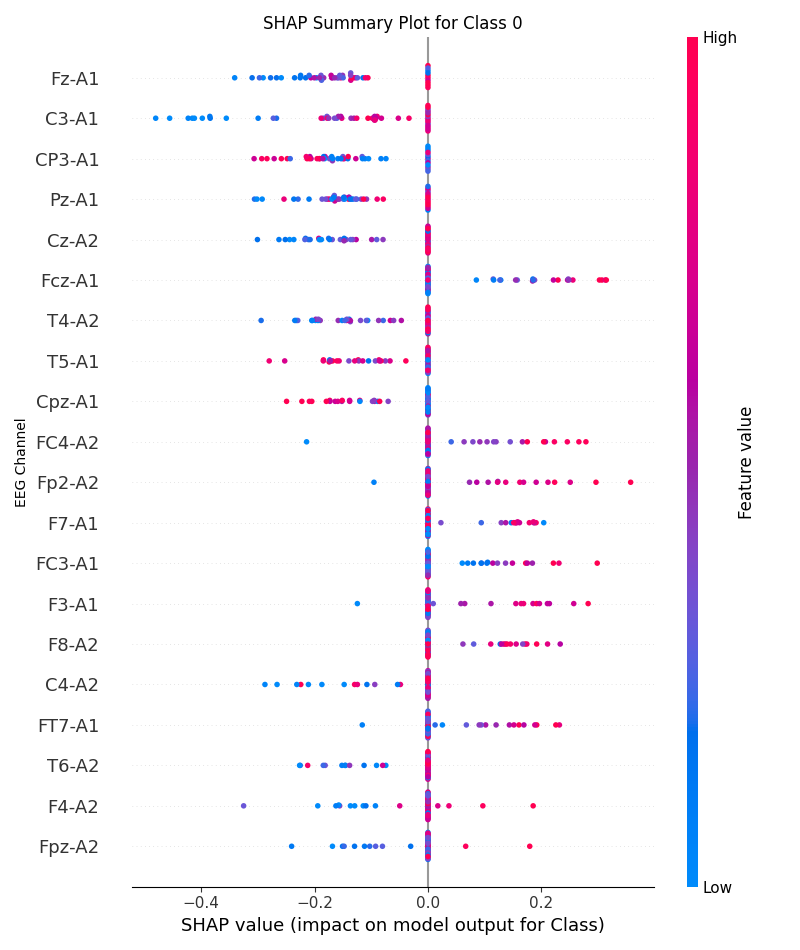 SHAP Summary Plot for Class 0
High
Fz-A1
C3-A1
CP3-A1
Pz-A1
Cz-A2
Fcz-A1
T4-A2
T5-A1
Cpz-A1
FC4-A2
Fp2-A2
F7-A1
FC3-A1
F3-A1
F8-A2
C4-A2
FT7-A1
T6-A2
F4-A2
Fpz-A2
EEG Channel
Feature value
Low
−0.4 −0.2 0.0 0.2
SHAP value (impact on model output for Class)